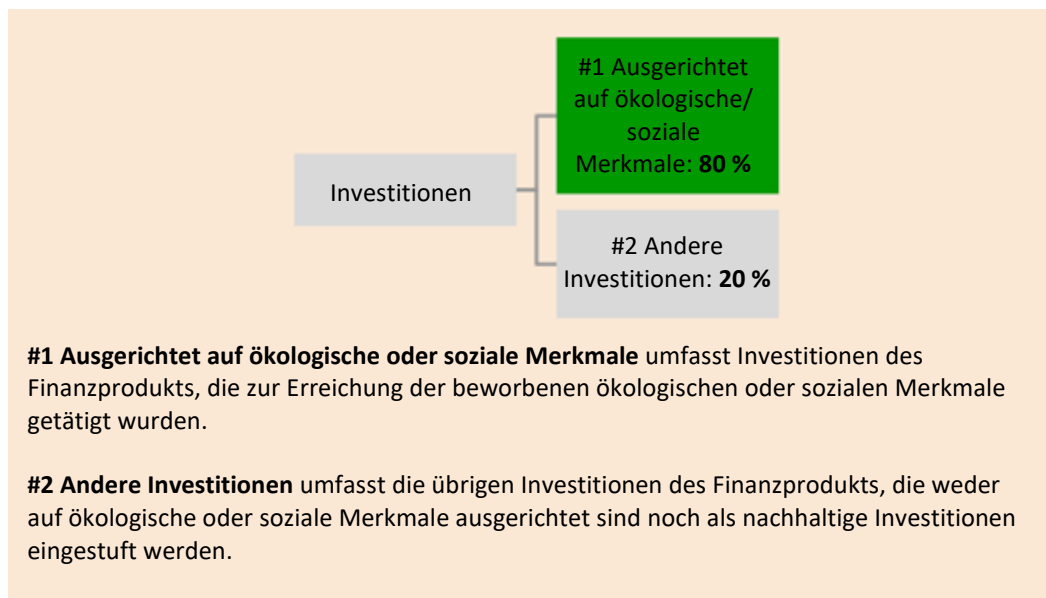 #1 Ausgerichtet
auf ökologische/
soziale
Merkmale: 80 %
Investitionen
#2 Andere
Investitionen: 20 %
#1 Ausgerichtet auf ökologische oder soziale Merkmale umfasst Investitionen des
Finanzprodukts, die zur Erreichung der beworbenen ökologischen oder sozialen Merkmale
getätigt wurden.
#2 Andere Investitionen umfasst die übrigen Investitionen des Finanzprodukts, die weder
auf ökologische oder soziale Merkmale ausgerichtet sind noch als nachhaltige Investitionen
eingestuft werden.